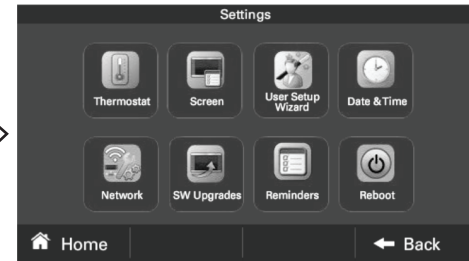 Settings
Thermostat
Screen
User Setup
Wizard
Date & Time
Network
SW Upgrades
Reminders
Reboot
Home
Back